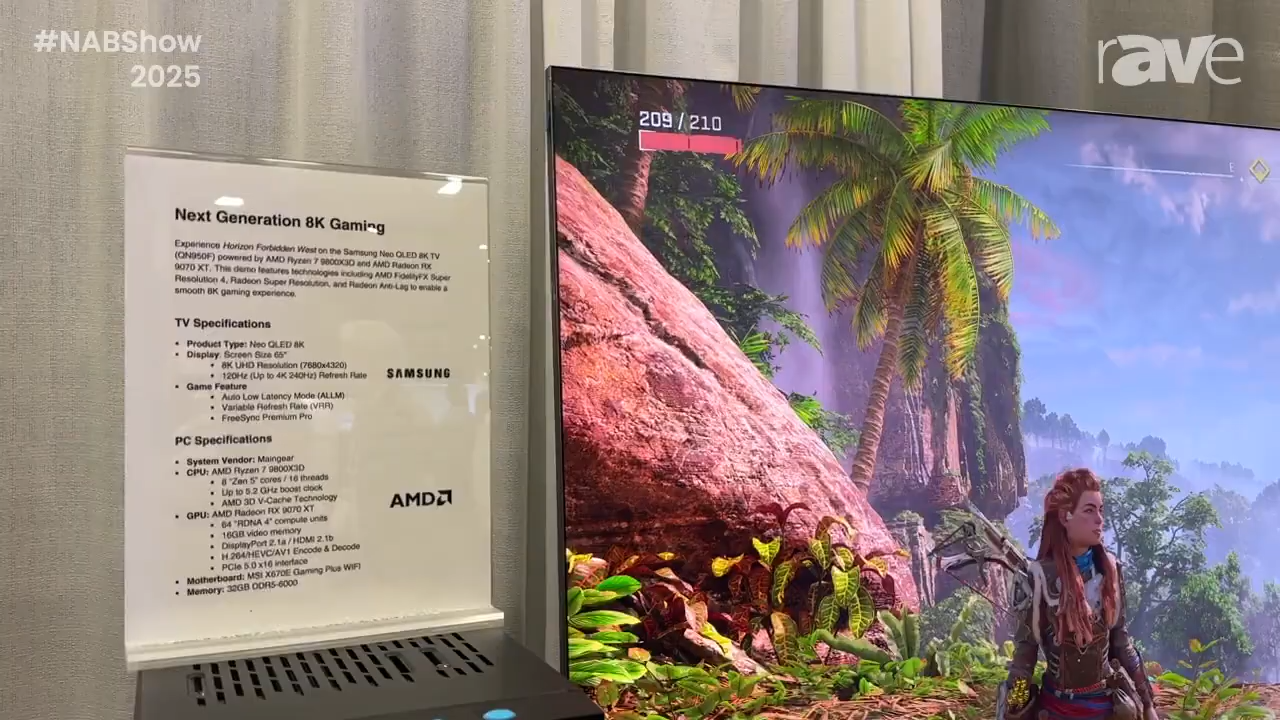 #NABShow
2025
rave
209/210
E
Next Generation 8K Gaming
Experience Horizon Forbidden West on the Samsung Neo QLED 8K TV
(QN950F) powered by AMD Ryzen 7 9800X3D and AMD Radeon RX
9070 XT. This demo features technologies including AMD FidelityFX Super
Resolution 4, Radeon Super Resolution, and Radeon Anti-Lag to enable a
smooth 8K gaming experience.
TV Specifications
• Product Type: Neo QLED 8K
• Display: Screen Size 65"
• 8K UHD Resolution (7680x4320)
• 120Hz (Up to 4K 240Hz) Refresh Rate
• Game Feature
• Auto Low Latency Mode (ALLM)
• Variable Refresh Rate (VRR)
• FreeSync Premium Pro
SAMSUNG
PC Specifications
• System Vendor: Maingear
• CPU: AMD Ryzen 7 9800X3D
• 8 "Zen 5" cores / 16 threads
• Up to 5.2 GHz boost clock
• AMD 3D V-Cache Technology
• GPU: AMD Radeon RX 9070 XT
• 64 "RDNA 4" compute units
• 16GB video memory
• DisplayPort 2.1a / HDMI 2.1b
• H.264/HEVC/AV1 Encode & Decode
• PCIe 5.0 x16 interface
• Motherboard: MSI X670E Gaming Plus WiFi
• Memory: 32GB DDR5-6000
AMD